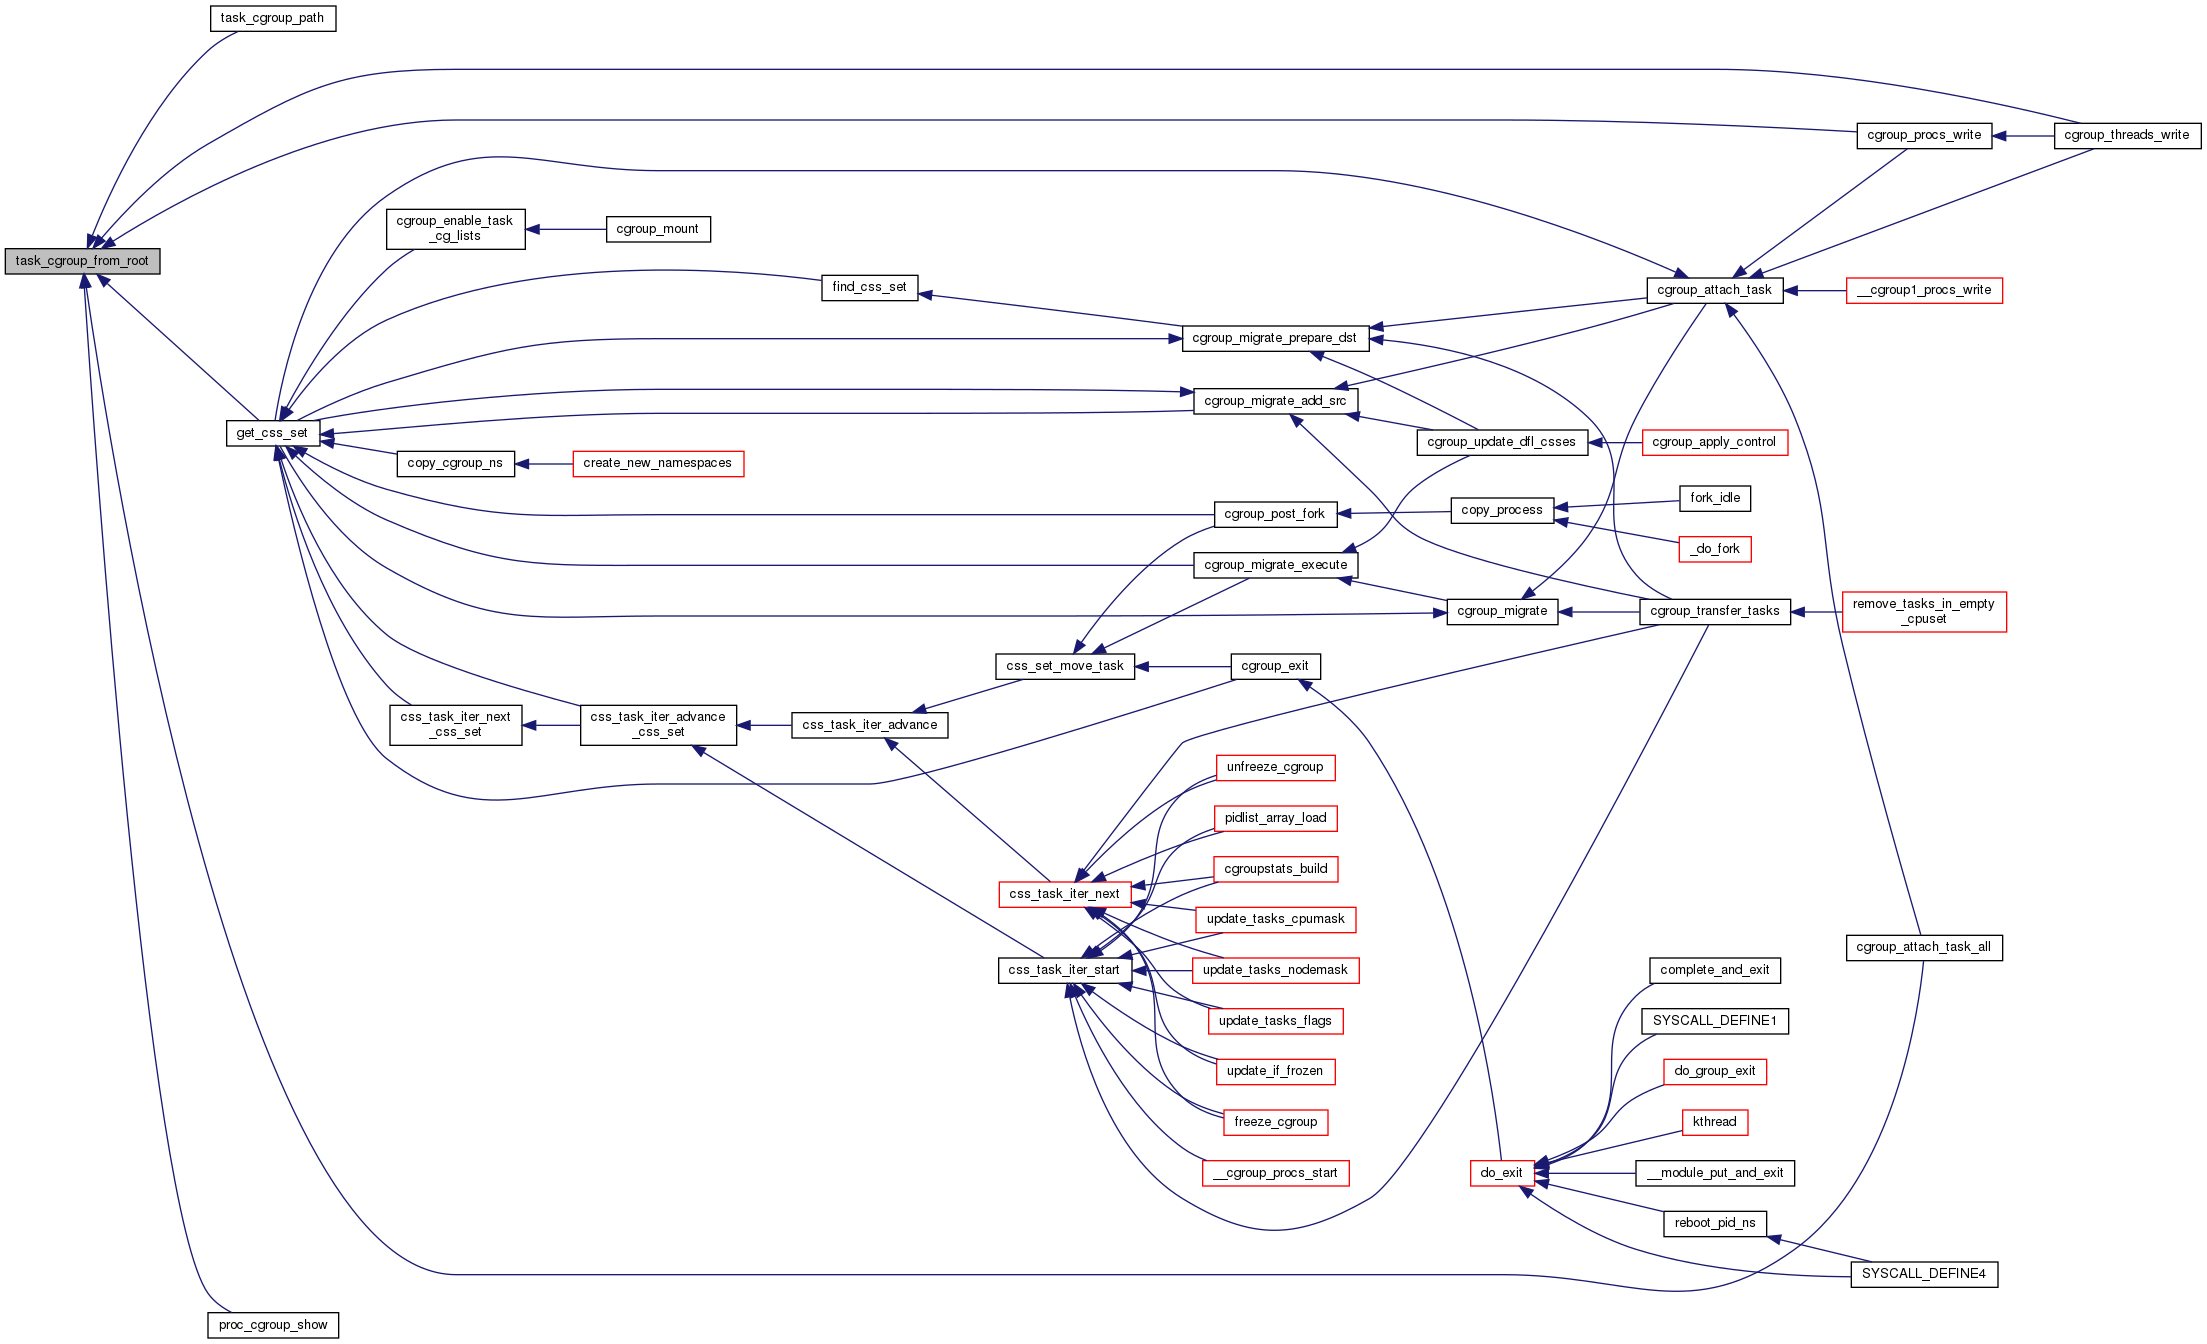 task_cgroup_path
cgroup_procs_write
cgroup_threads_write
cgroup_enable_task
_cg_lists
cgroup_mount
task_cgroup_from_root
find_css_set
cgroup_attach_task
__cgroup1_procs_write
cgroup_migrate_prepare_dst
cgroup_migrate_add_src
get_css_set
cgroup_update_dfl_csses
cgroup_apply_control
copy_cgroup_ns
create_new_namespaces
cgroup_post_fork
copy_process
fork_idle
_do_fork
cgroup_migrate_execute
cgroup_migrate
cgroup_transfer_tasks
remove_tasks_in_empty
_cpuset
css_set_move_task
cgroup_exit
css_task_iter_next
_css_set
css_task_iter_advance
_css_set
css_task_iter_advance
unfreeze_cgroup
pidlist_array_load
cgroupstats_build
css_task_iter_next
update_tasks_cpumask
cgroup_attach_task_all
css_task_iter_start
update_tasks_nodemask
complete_and_exit
update_tasks_flags
SYSCALL_DEFINE1
update_if_frozen
do_group_exit
freeze_cgroup
kthread
__cgroup_procs_start
do_exit
__module_put_and_exit
reboot_pid_ns
SYSCALL_DEFINE4
proc_cgroup_show